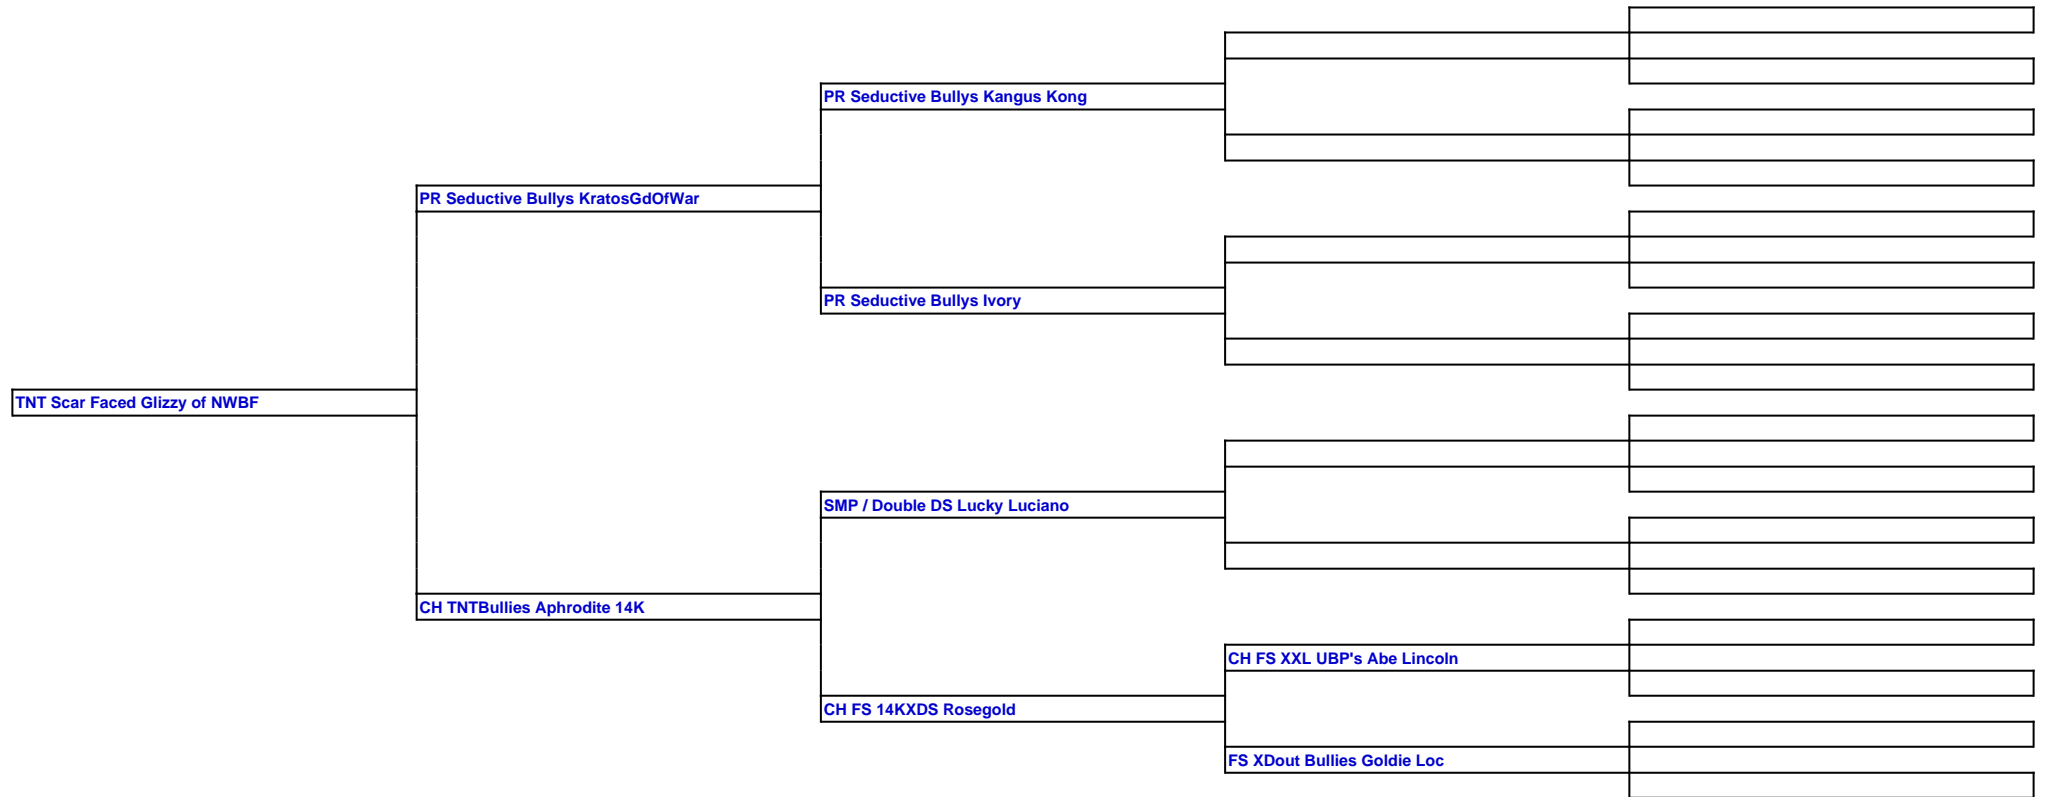 PR Seductive Bullys Kangus Kong
PR Seductive Bullys KratosGdOfWar
PR Seductive Bullys Ivory
TNT Scar Faced Glizzy of NWBF
SMP / Double DS Lucky Luciano
CH TNTBullies Aphrodite 14K
CH FS XXL UBP's Abe Lincoln
CH FS 14KXDS Rosegold
FS XDout Bullies Goldie Loc